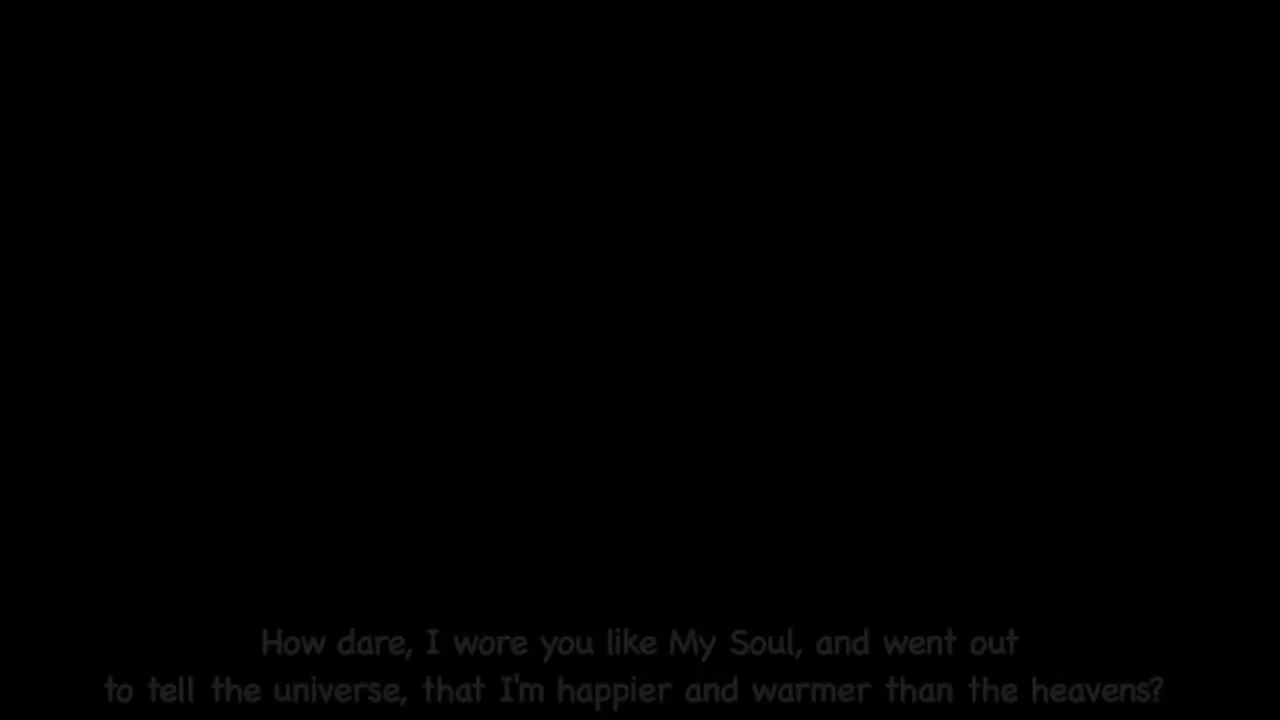 How dare, I wore you like My Soul, and went out
to tell the universe, that I'm happier and warmer than the heavens?